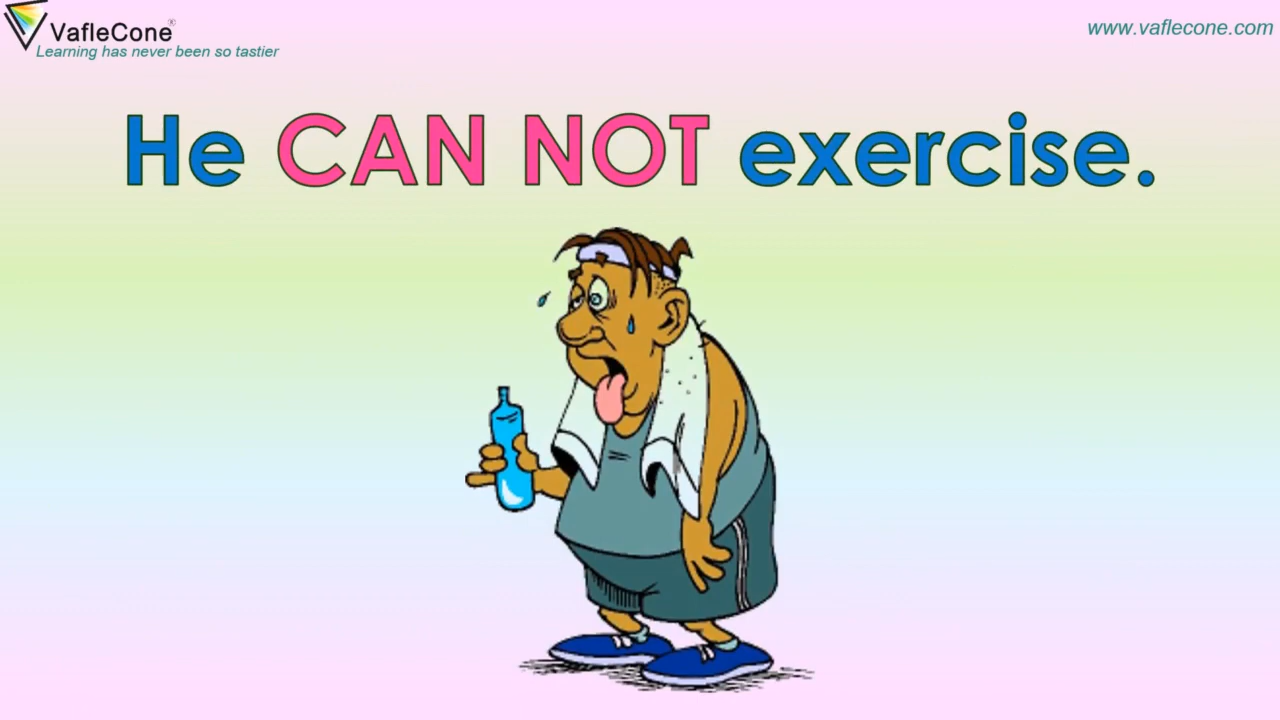 VafleCone®
Learning has never been so tastier
www.vaflecone.com
He CAN NOT exercise.